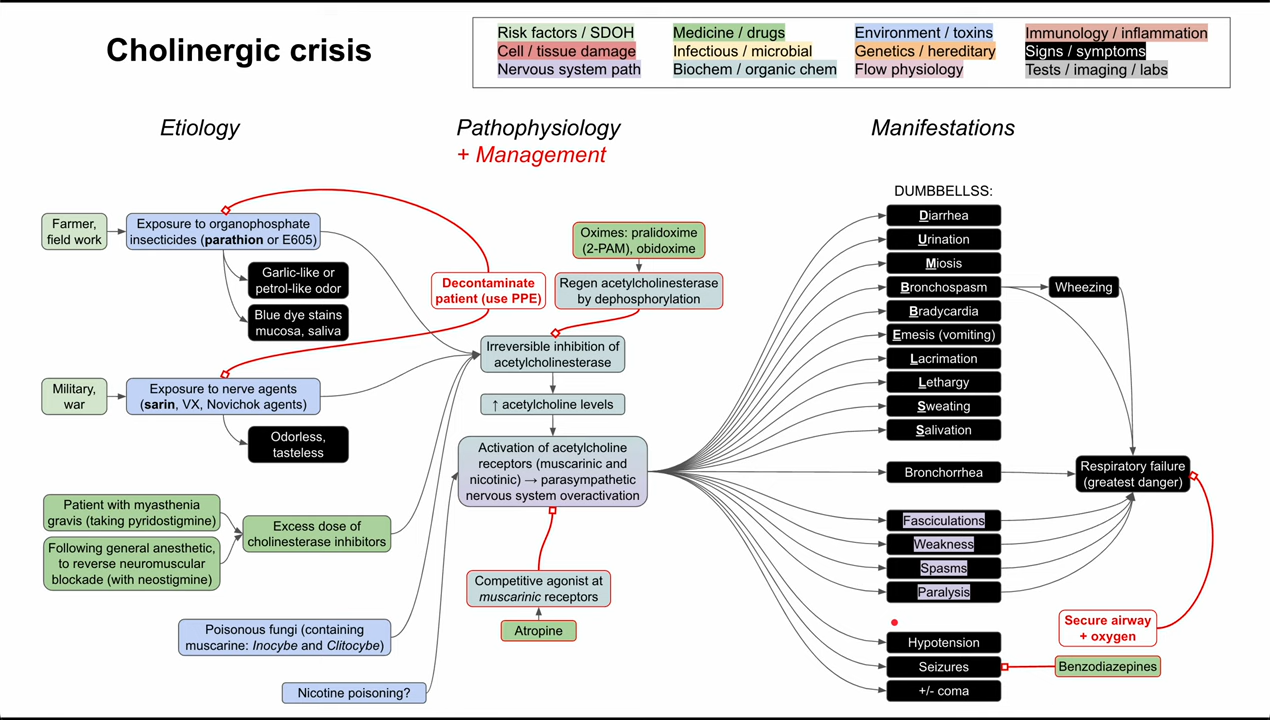 Cholinergic crisis
Risk factors / SDOH
Cell / tissue damage
Nervous system path
Medicine / drugs
Infectious / microbial
Biochem / organic chem
Environment / toxins
Genetics / hereditary
Flow physiology
Immunology / inflammation
Signs / symptoms
Tests / imaging / labs
Etiology
Pathophysiology
+ Management
Manifestations
Farmer,
field work
Exposure to organophosphate
insecticides (parathion or E605)
Garlic-like or
petrol-like odor
Blue dye stains
mucosa, saliva
Military,
war
Exposure to nerve agents
(sarin, VX, Novichok agents)
Odorless,
tasteless
Patient with myasthenia
gravis (taking pyridostigmine)
Following general anesthetic,
to reverse neuromuscular
blockade (with neostigmine)
Excess dose of
cholinesterase inhibitors
Poisonous fungi (containing
muscarine: Inocybe and Clitocybe)
Nicotine poisoning?
Decontaminate
patient (use PPE)
Oximes: pralidoxime
(2-PAM), obidoxime
Regen acetylcholinesterase
by dephosphorylation
Irreversible inhibition of
acetylcholinesterase
↑ acetylcholine levels
Activation of acetylcholine
receptors (muscarinic and
nicotinic) → parasympathetic
nervous system overactivation
Competitive agonist at
muscarinic receptors
Atropine
DUMBBELLSS:
Diarrhea
Urination
Miosis
Bronchospasm
Bradycardia
Emesis (vomiting)
Lacrimation
Lethargy
Sweating
Salivation
Bronchorrhea
Fasciculations
Weakness
Spasms
Paralysis
Hypotension
Seizures
+/- coma
Wheezing
Respiratory failure
(greatest danger)
Secure airway
+ oxygen
Benzodiazepines